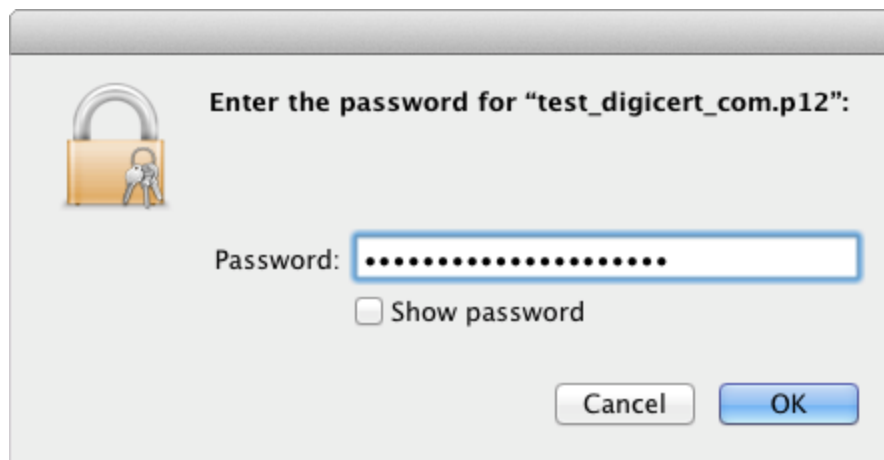 Enter the password for “test_digicert_com.p12”:
Password: •••••••••••••••••••••
Show password
Cancel OK